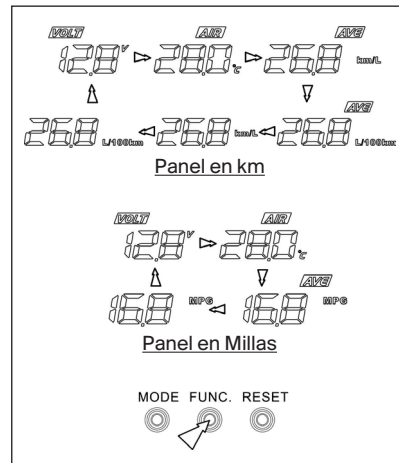 VOLT AIR AVE
12.8 V 28.0 °C 26.8 km/L
AVE
26.8 L/100km 26.8 km/L 26.8 L/100km
Panel en km
VOLT AIR
12.8 V 28.0 °C
AVE
16.8 MPG 16.8 MPG
Panel en Millas
MODE FUNC. RESET